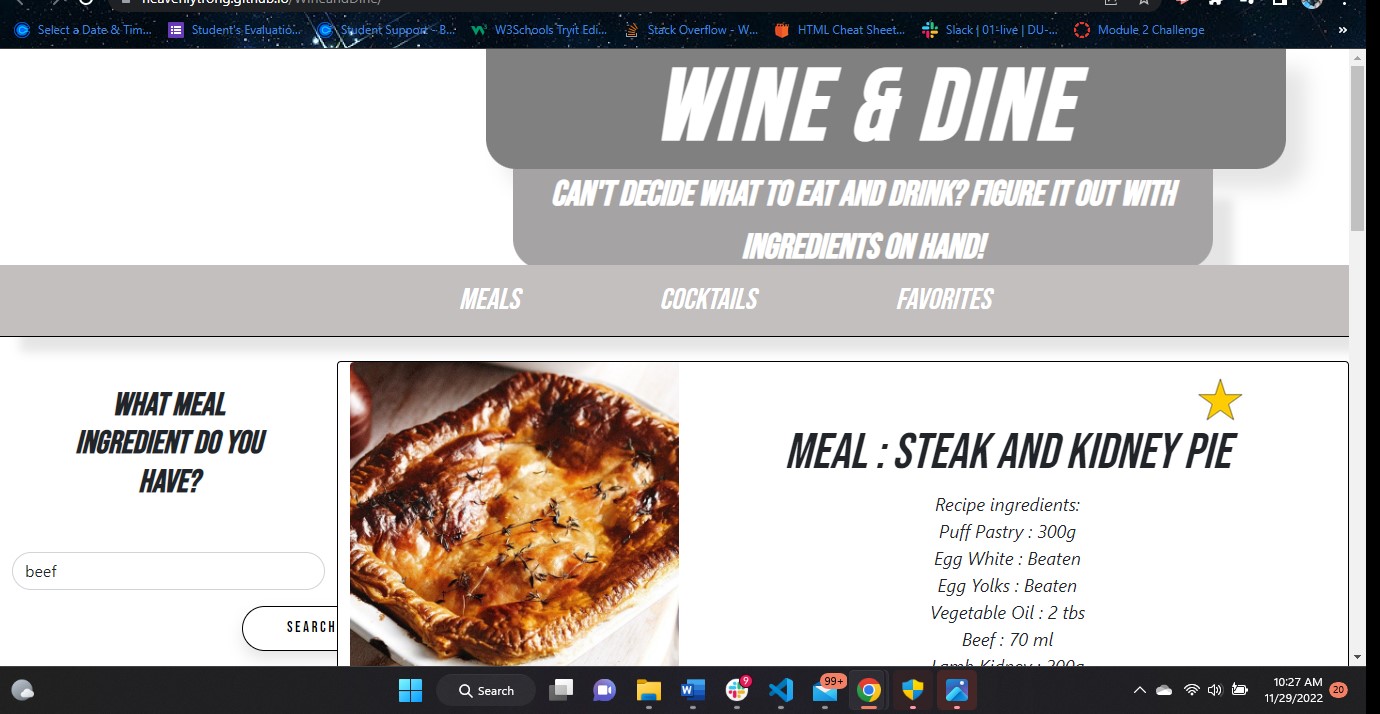 heavenlytrong.github.io/WineandDine/
Select a Date & Tim...
Student's Evaluatio...
Student Support - B...
W3Schools Tryit Edi...
Stack Overflow - W...
HTML Cheat Sheet...
Slack | 01-live | DU-...
Module 2 Challenge
»
WINE & DINE
CAN'T DECIDE WHAT TO EAT AND DRINK? FIGURE IT OUT WITH
INGREDIENTS ON HAND!
MEALS
COCKTAILS
FAVORITES
WHAT MEAL
INGREDIENT DO YOU
HAVE?
beef
SEARCH
MEAL : STEAK AND KIDNEY PIE
Recipe ingredients:
Puff Pastry : 300g
Egg White : Beaten
Egg Yolks : Beaten
Vegetable Oil : 2 tbs
Beef : 70 ml
Lamb Kidney : 200g
Search
9
99+
10:27 AM
11/29/2022
20